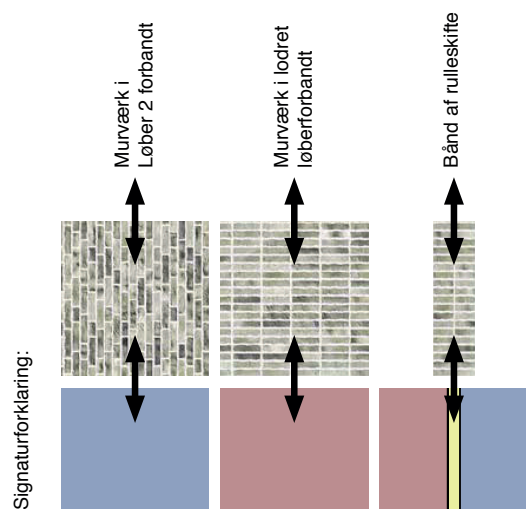 Signaturforklaring:
Murværk i
Løber 2 forbandt
Murværk i lodret
løberforbandt
Bånd af rulleskifte